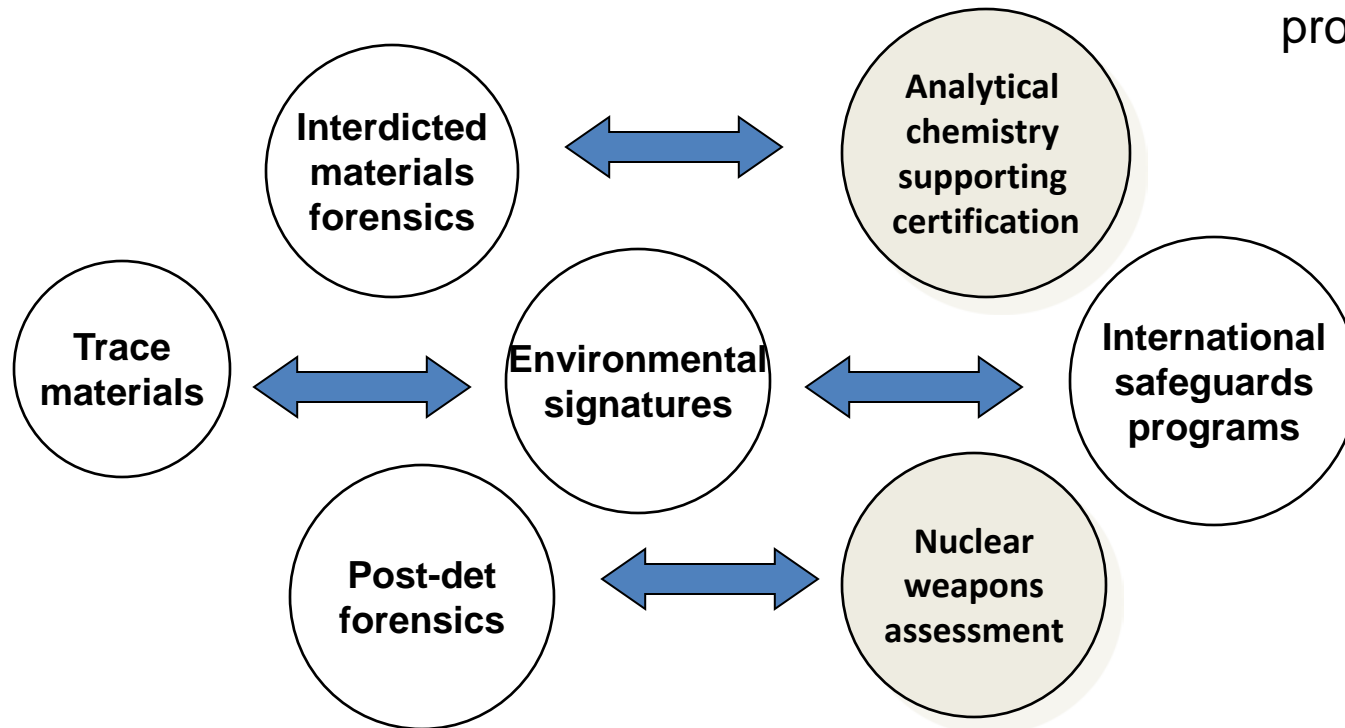 pro
Interdicted
materials
forensics
Analytical
chemistry
supporting
certification
Trace
materials
Environmental
signatures
International
safeguards
programs
Post-det
forensics
Nuclear
weapons
assessment